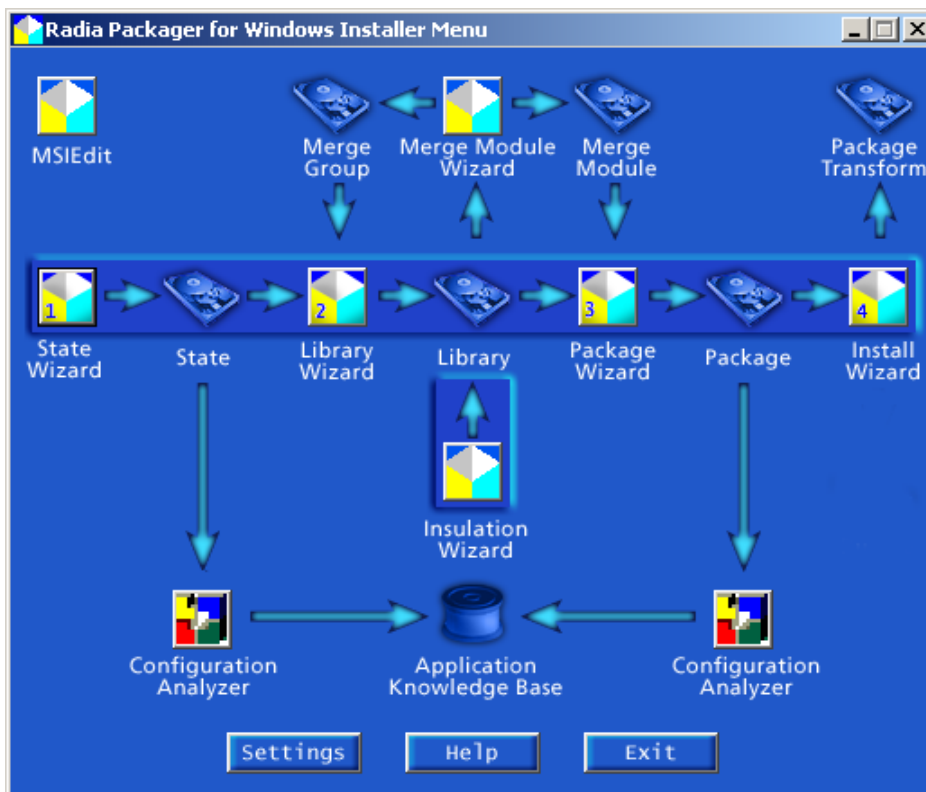 Radia Packager for Windows Installer Menu
MSIEdit
Merge
Group
Merge Module
Wizard
Merge
Module
Package
Transform
1
2
3
4
State
Wizard
State
Library
Wizard
Library
Package
Wizard
Package
Install
Wizard
Insulation
Wizard
Configuration
Analyzer
Application
Knowledge Base
Configuration
Analyzer
Settings
Help
Exit